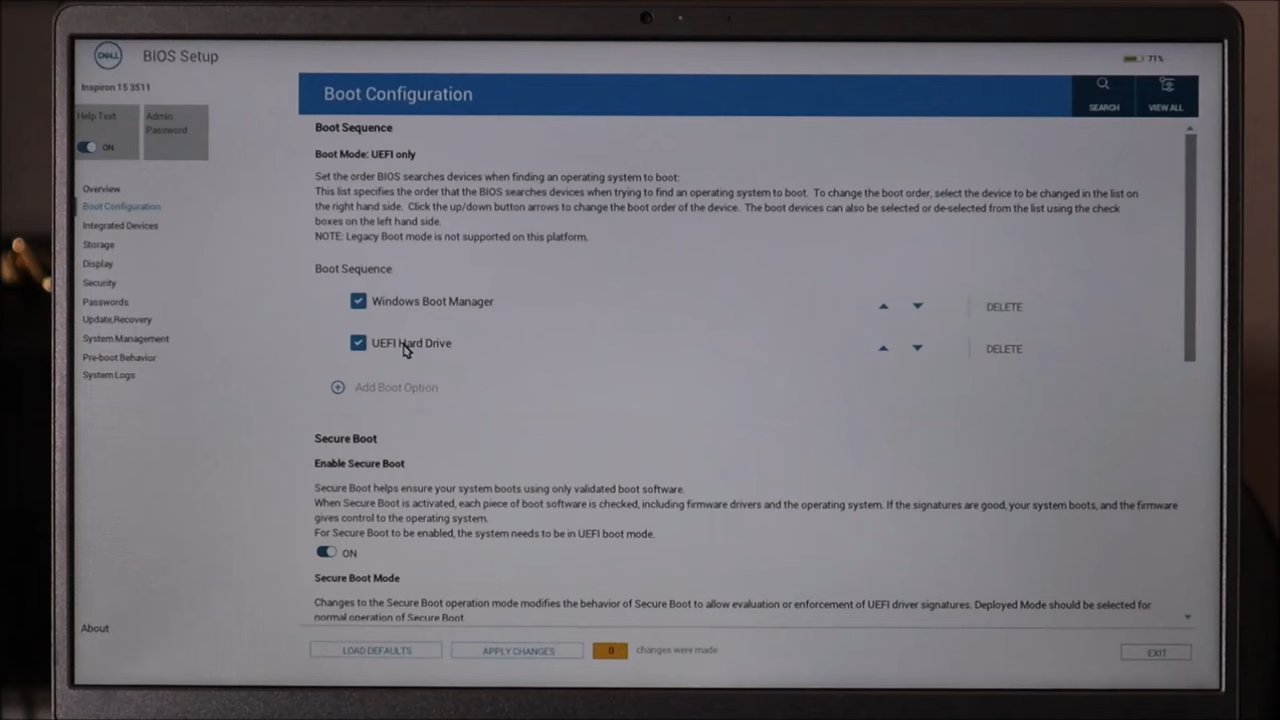 DELL
BIOS Setup
71%
Inspiron 15 3511
Help Text
ON
Admin
Password
Overview
Boot Configuration
Integrated Devices
Storage
Display
Security
Passwords
Update,Recovery
System Management
Pre-boot Behavior
System Logs
About
Boot Configuration
SEARCH
VIEW ALL
Boot Sequence
Boot Mode: UEFI only
Set the order BIOS searches devices when finding an operating system to boot:
This list specifies the order that the BIOS searches devices when trying to find an operating system to boot. To change the boot order, select the device to be changed in the list on
the right hand side. Click the up/down button arrows to change the boot order of the device. The boot devices can also be selected or de-selected from the list using the check
boxes on the left hand side.
NOTE: Legacy Boot mode is not supported on this platform.
Boot Sequence
Windows Boot Manager
DELETE
UEFI Hard Drive
DELETE
Add Boot Option
Secure Boot
Enable Secure Boot
Secure Boot helps ensure your system boots using only validated boot software.
When Secure Boot is activated, each piece of boot software is checked, including firmware drivers and the operating system. If the signatures are good, your system boots, and the firmware
gives control to the operating system.
For Secure Boot to be enabled, the system needs to be in UEFI boot mode.
ON
Secure Boot Mode
Changes to the Secure Boot operation mode modifies the behavior of Secure Boot to allow evaluation or enforcement of UEFI driver signatures. Deployed Mode should be selected for
normal operation of Secure Boot.
LOAD DEFAULTS
APPLY CHANGES
0
changes were made
EXIT